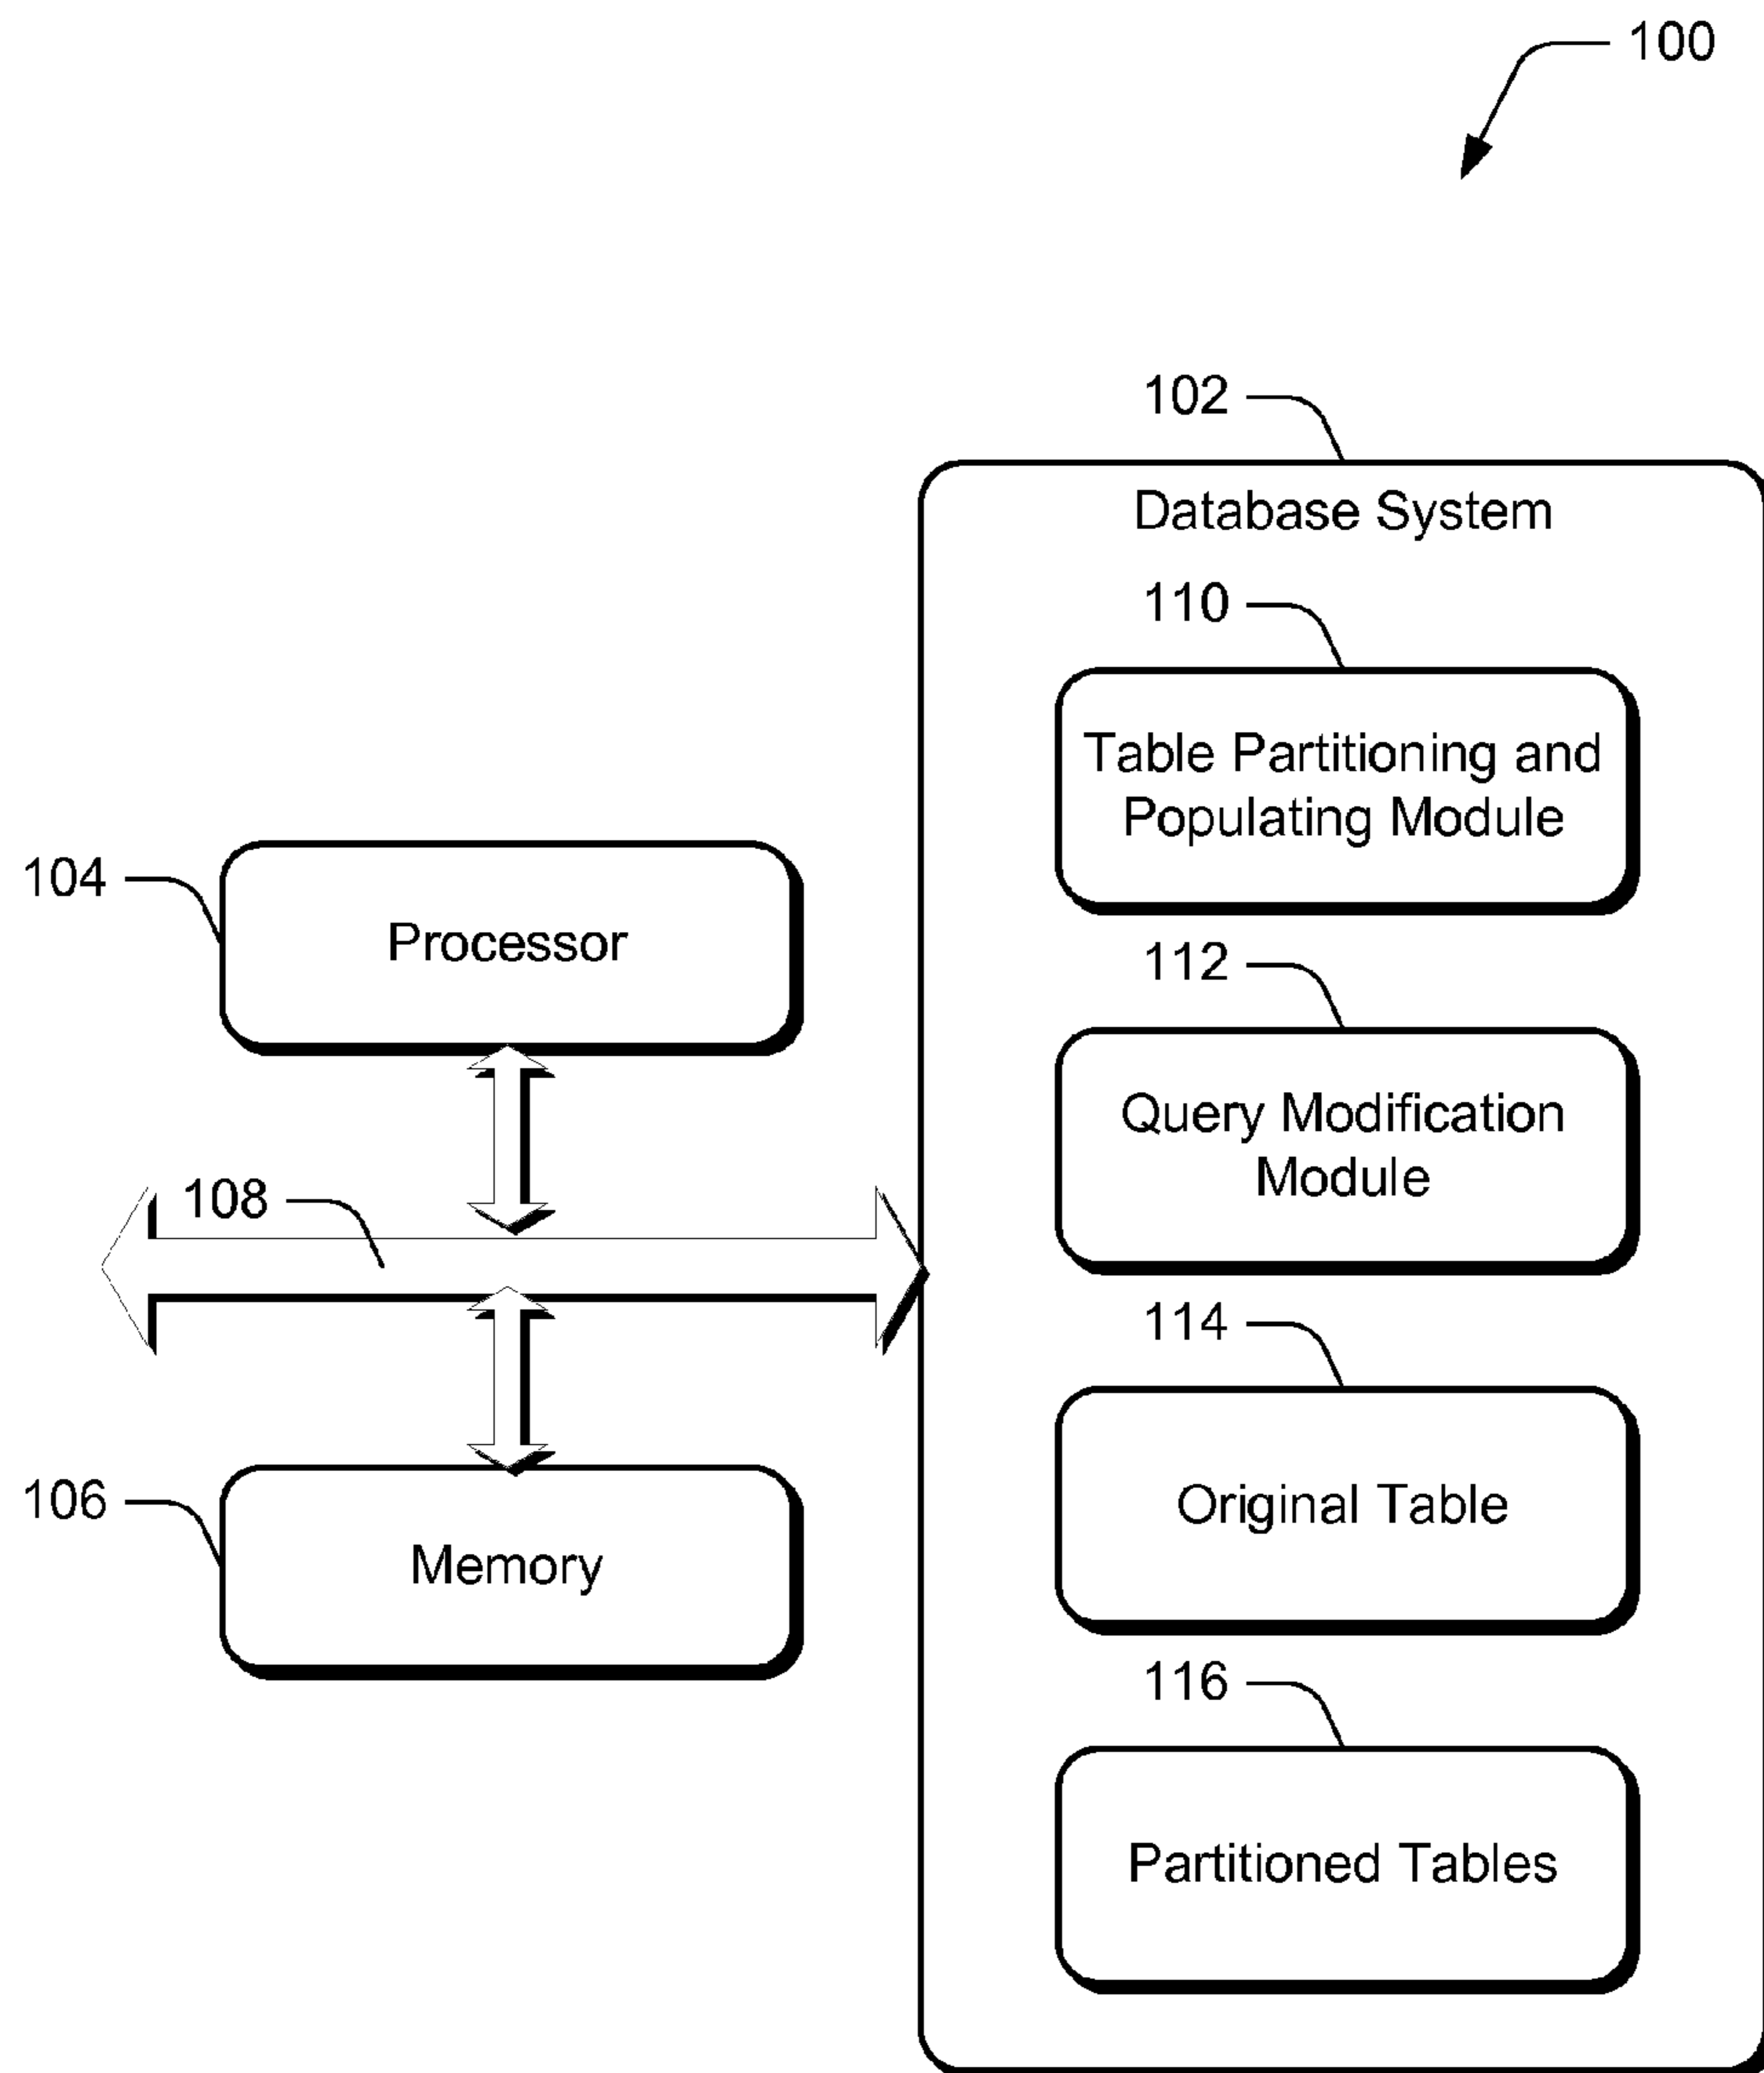 100
102
Database System
110
Table Partitioning and
Populating Module
104
Processor
112
Query Modification
Module
108
114
Original Table
106
Memory
116
Partitioned Tables